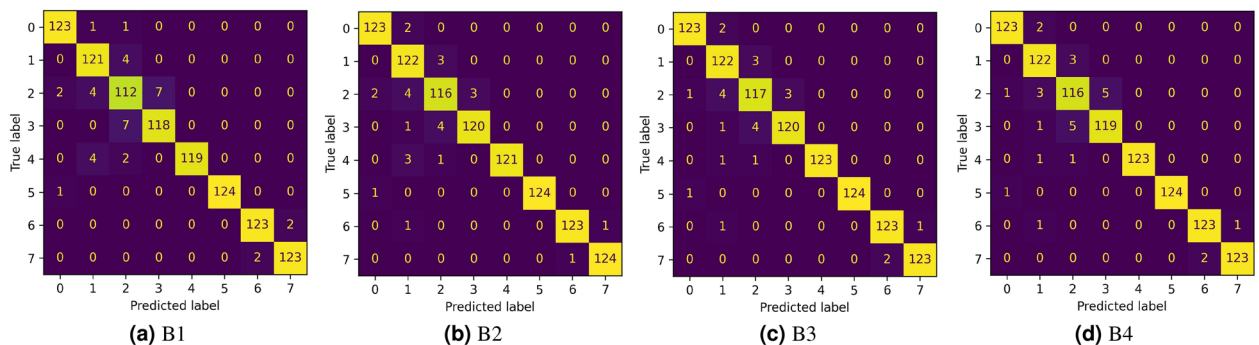 True label
0 123 1 1 0 0 0 0 0
1 0 121 4 0 0 0 0 0
2 2 4 112 7 0 0 0 0
3 0 0 7 118 0 0 0 0
4 0 4 2 0 119 0 0 0
5 1 0 0 0 0 124 0 0
6 0 0 0 0 0 0 123 2
7 0 0 0 0 0 0 2 123
0 1 2 3 4 5 6 7
Predicted label
(a) B1
True label
0 123 2 0 0 0 0 0 0
1 0 122 3 0 0 0 0 0
2 2 4 116 3 0 0 0 0
3 0 1 4 120 0 0 0 0
4 0 3 1 0 121 0 0 0
5 1 0 0 0 0 124 0 0
6 0 1 0 0 0 0 123 1
7 0 0 0 0 0 0 1 124
0 1 2 3 4 5 6 7
Predicted label
(b) B2
True label
0 123 2 0 0 0 0 0 0
1 0 122 3 0 0 0 0 0
2 1 4 117 3 0 0 0 0
3 0 1 4 120 0 0 0 0
4 0 1 1 0 123 0 0 0
5 1 0 0 0 0 124 0 0
6 0 1 0 0 0 0 123 1
7 0 0 0 0 0 0 2 123
0 1 2 3 4 5 6 7
Predicted label
(c) B3
True label
0 123 2 0 0 0 0 0 0
1 0 122 3 0 0 0 0 0
2 1 3 116 5 0 0 0 0
3 0 1 5 119 0 0 0 0
4 0 1 1 0 123 0 0 0
5 1 0 0 0 0 124 0 0
6 0 1 0 0 0 0 123 1
7 0 0 0 0 0 0 2 123
0 1 2 3 4 5 6 7
Predicted label
(d) B4